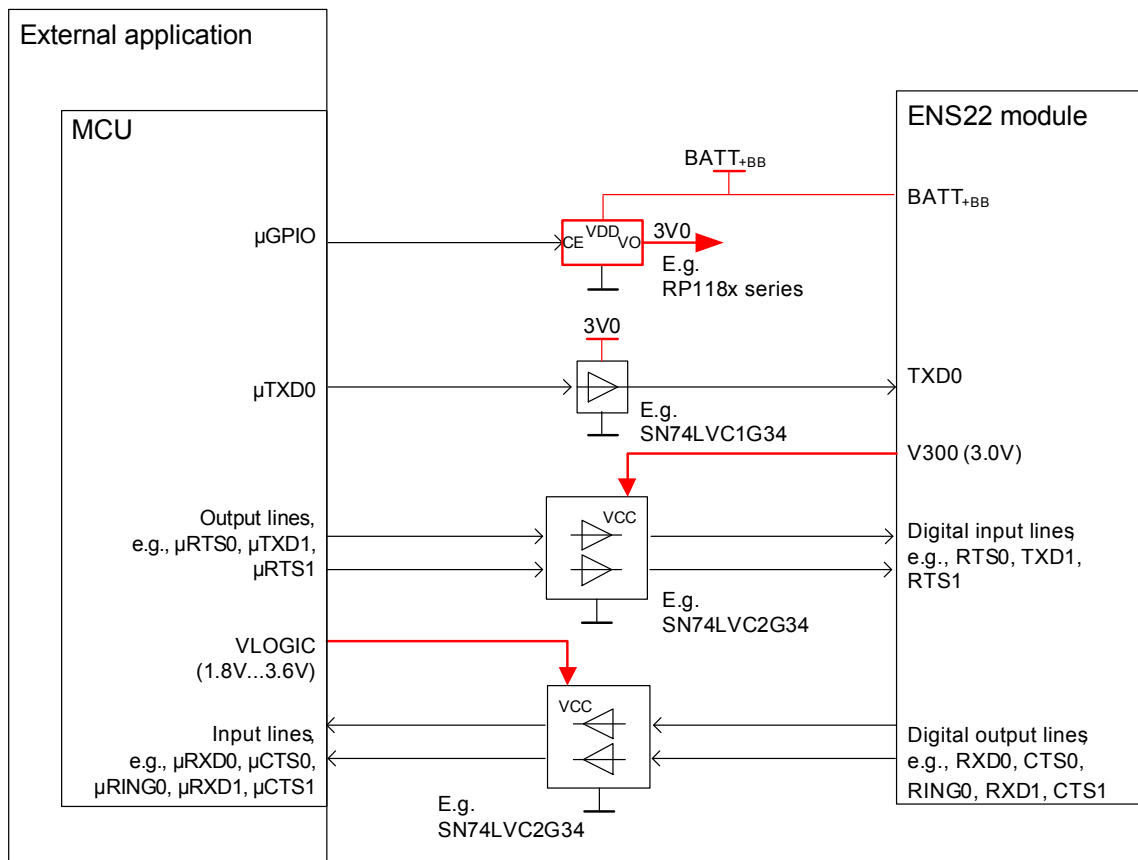 External application
MCU
ENS22 module
BATT+BB
BATT+BB
µGPIO
CE
VDD
VO
3V0
E.g.
RP118x series
3V0
µTXD0
TXD0
E.g.
SN74LVC1G34
V300 (3.0V)
Output lines,
e.g., µRTS0, µTXD1,
µRTS1
VCC
Digital input lines,
e.g., RTS0, TXD1,
RTS1
E.g.
SN74LVC2G34
VLOGIC
(1.8V...3.6V)
VCC
Input lines,
e.g., µRXD0, µCTS0,
µRING0, µRXD1, µCTS1
Digital output lines,
e.g., RXD0, CTS0,
RING0, RXD1, CTS1
E.g.
SN74LVC2G34